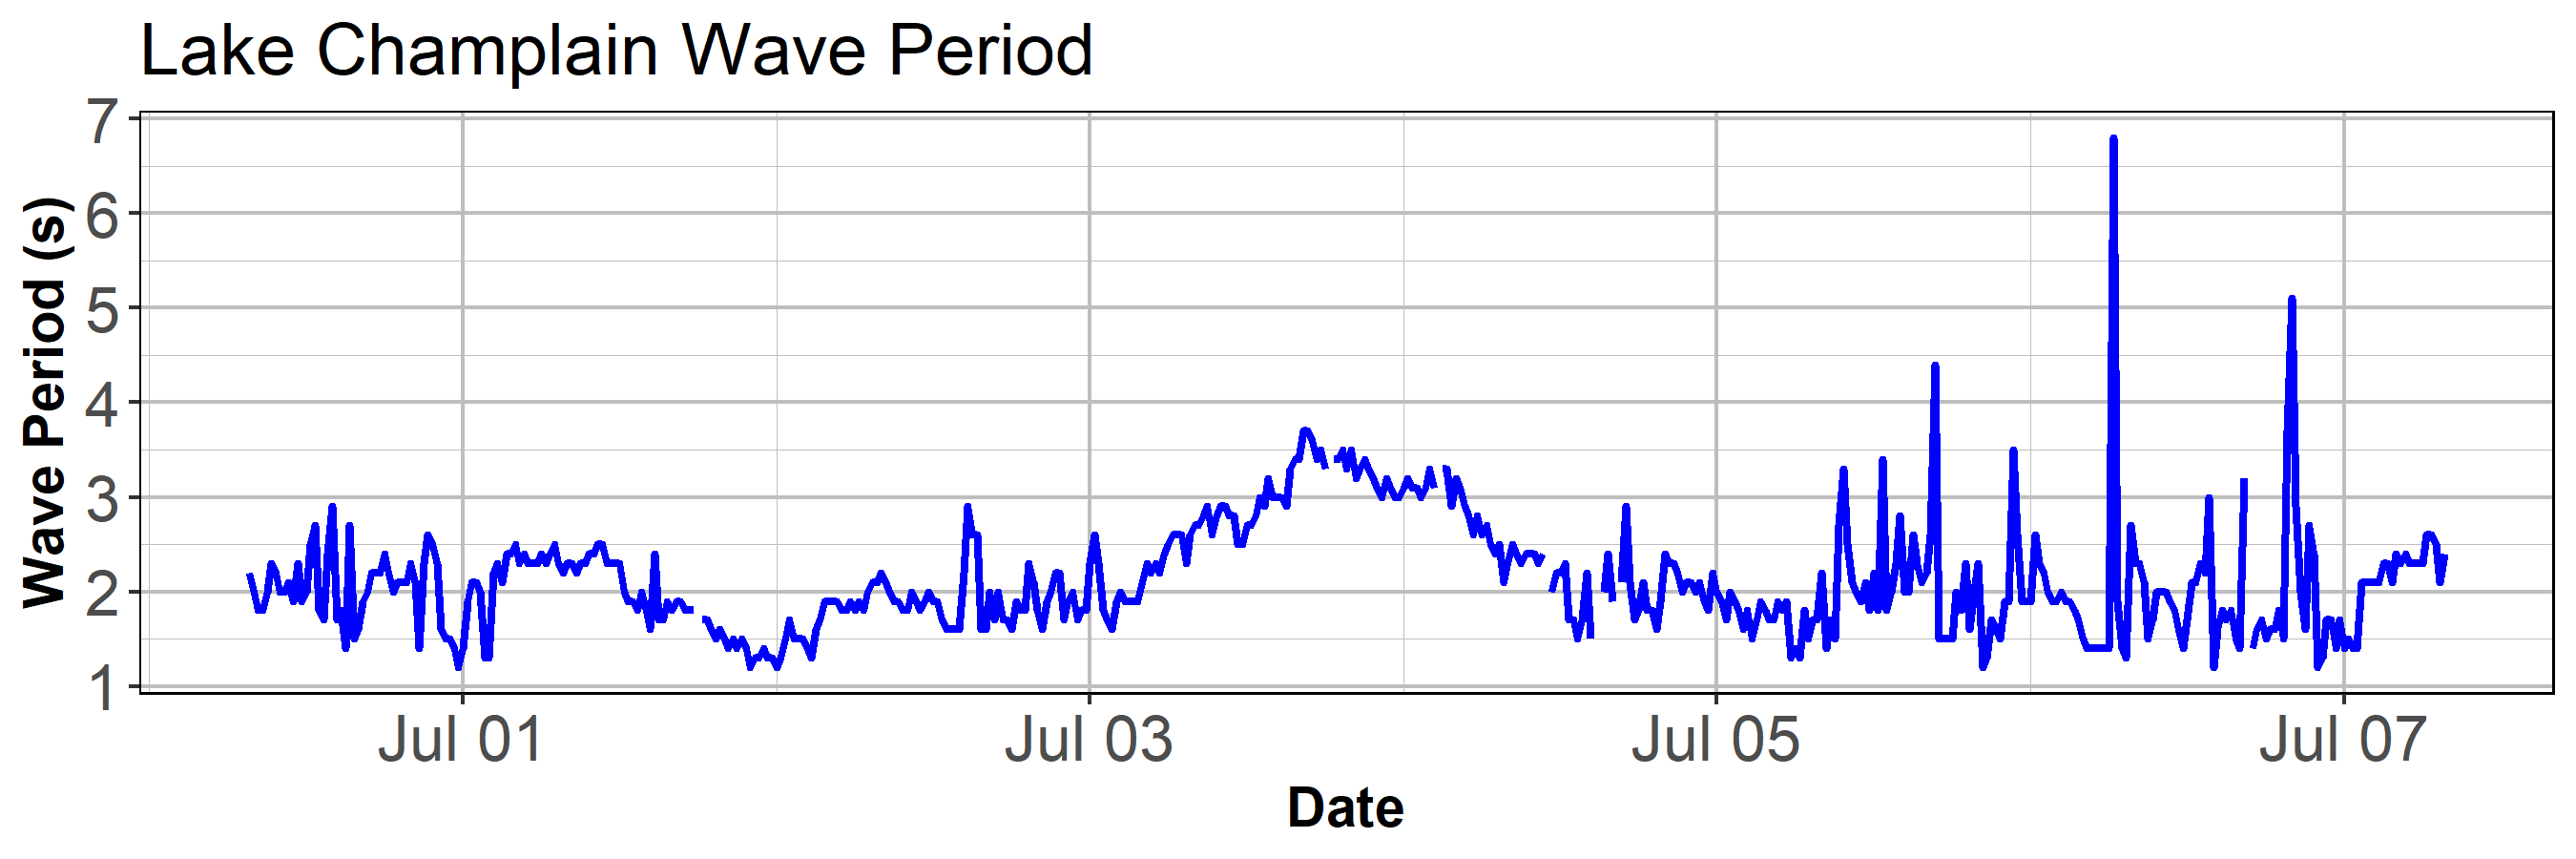 Lake Champlain Wave Period
Wave Period (s)
7
6
5
4
3
2
1
Jul 01
Jul 03
Jul 05
Jul 07
Date